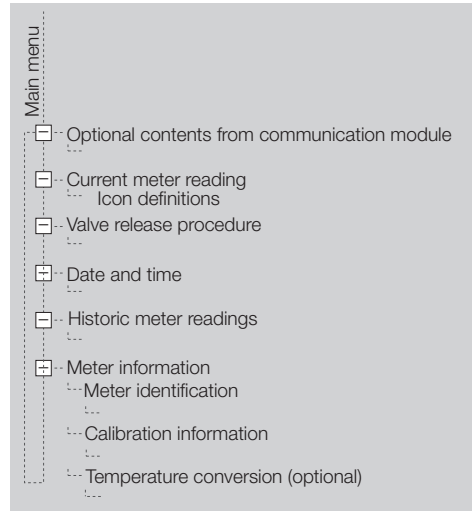 Main menu
Optional contents from communication module
Current meter reading
Icon definitions
Valve release procedure
Date and time
Historic meter readings
Meter information
Meter identification
Calibration information
Temperature conversion (optional)